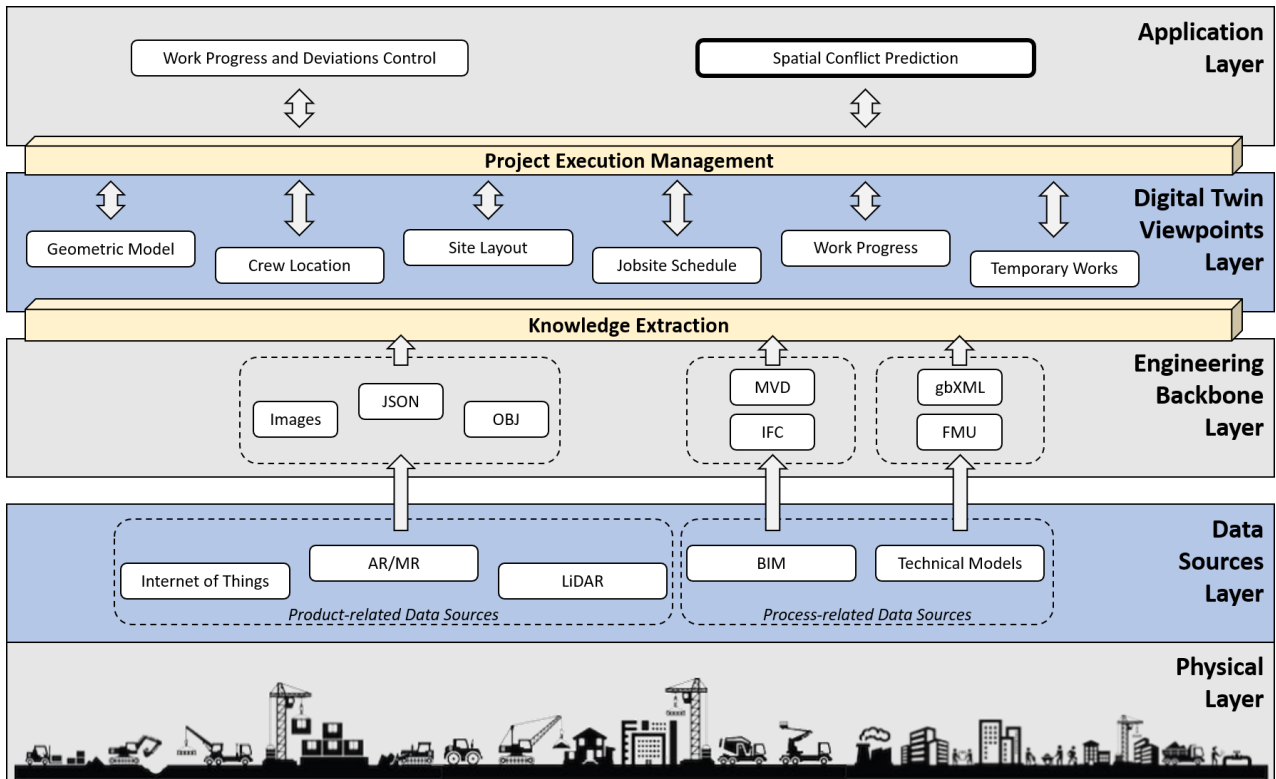 Application
Layer
Work Progress and Deviations Control
Spatial Conflict Prediction
Project Execution Management
Digital Twin
Viewpoints
Layer
Geometric Model
Crew Location
Site Layout
Jobsite Schedule
Work Progress
Temporary Works
Knowledge Extraction
Engineering
Backbone
Layer
Images
JSON
OBJ
MVD
IFC
gbXML
FMU
Data
Sources
Layer
Internet of Things
AR/MR
LiDAR
Product-related Data Sources
BIM
Technical Models
Process-related Data Sources
Physical
Layer